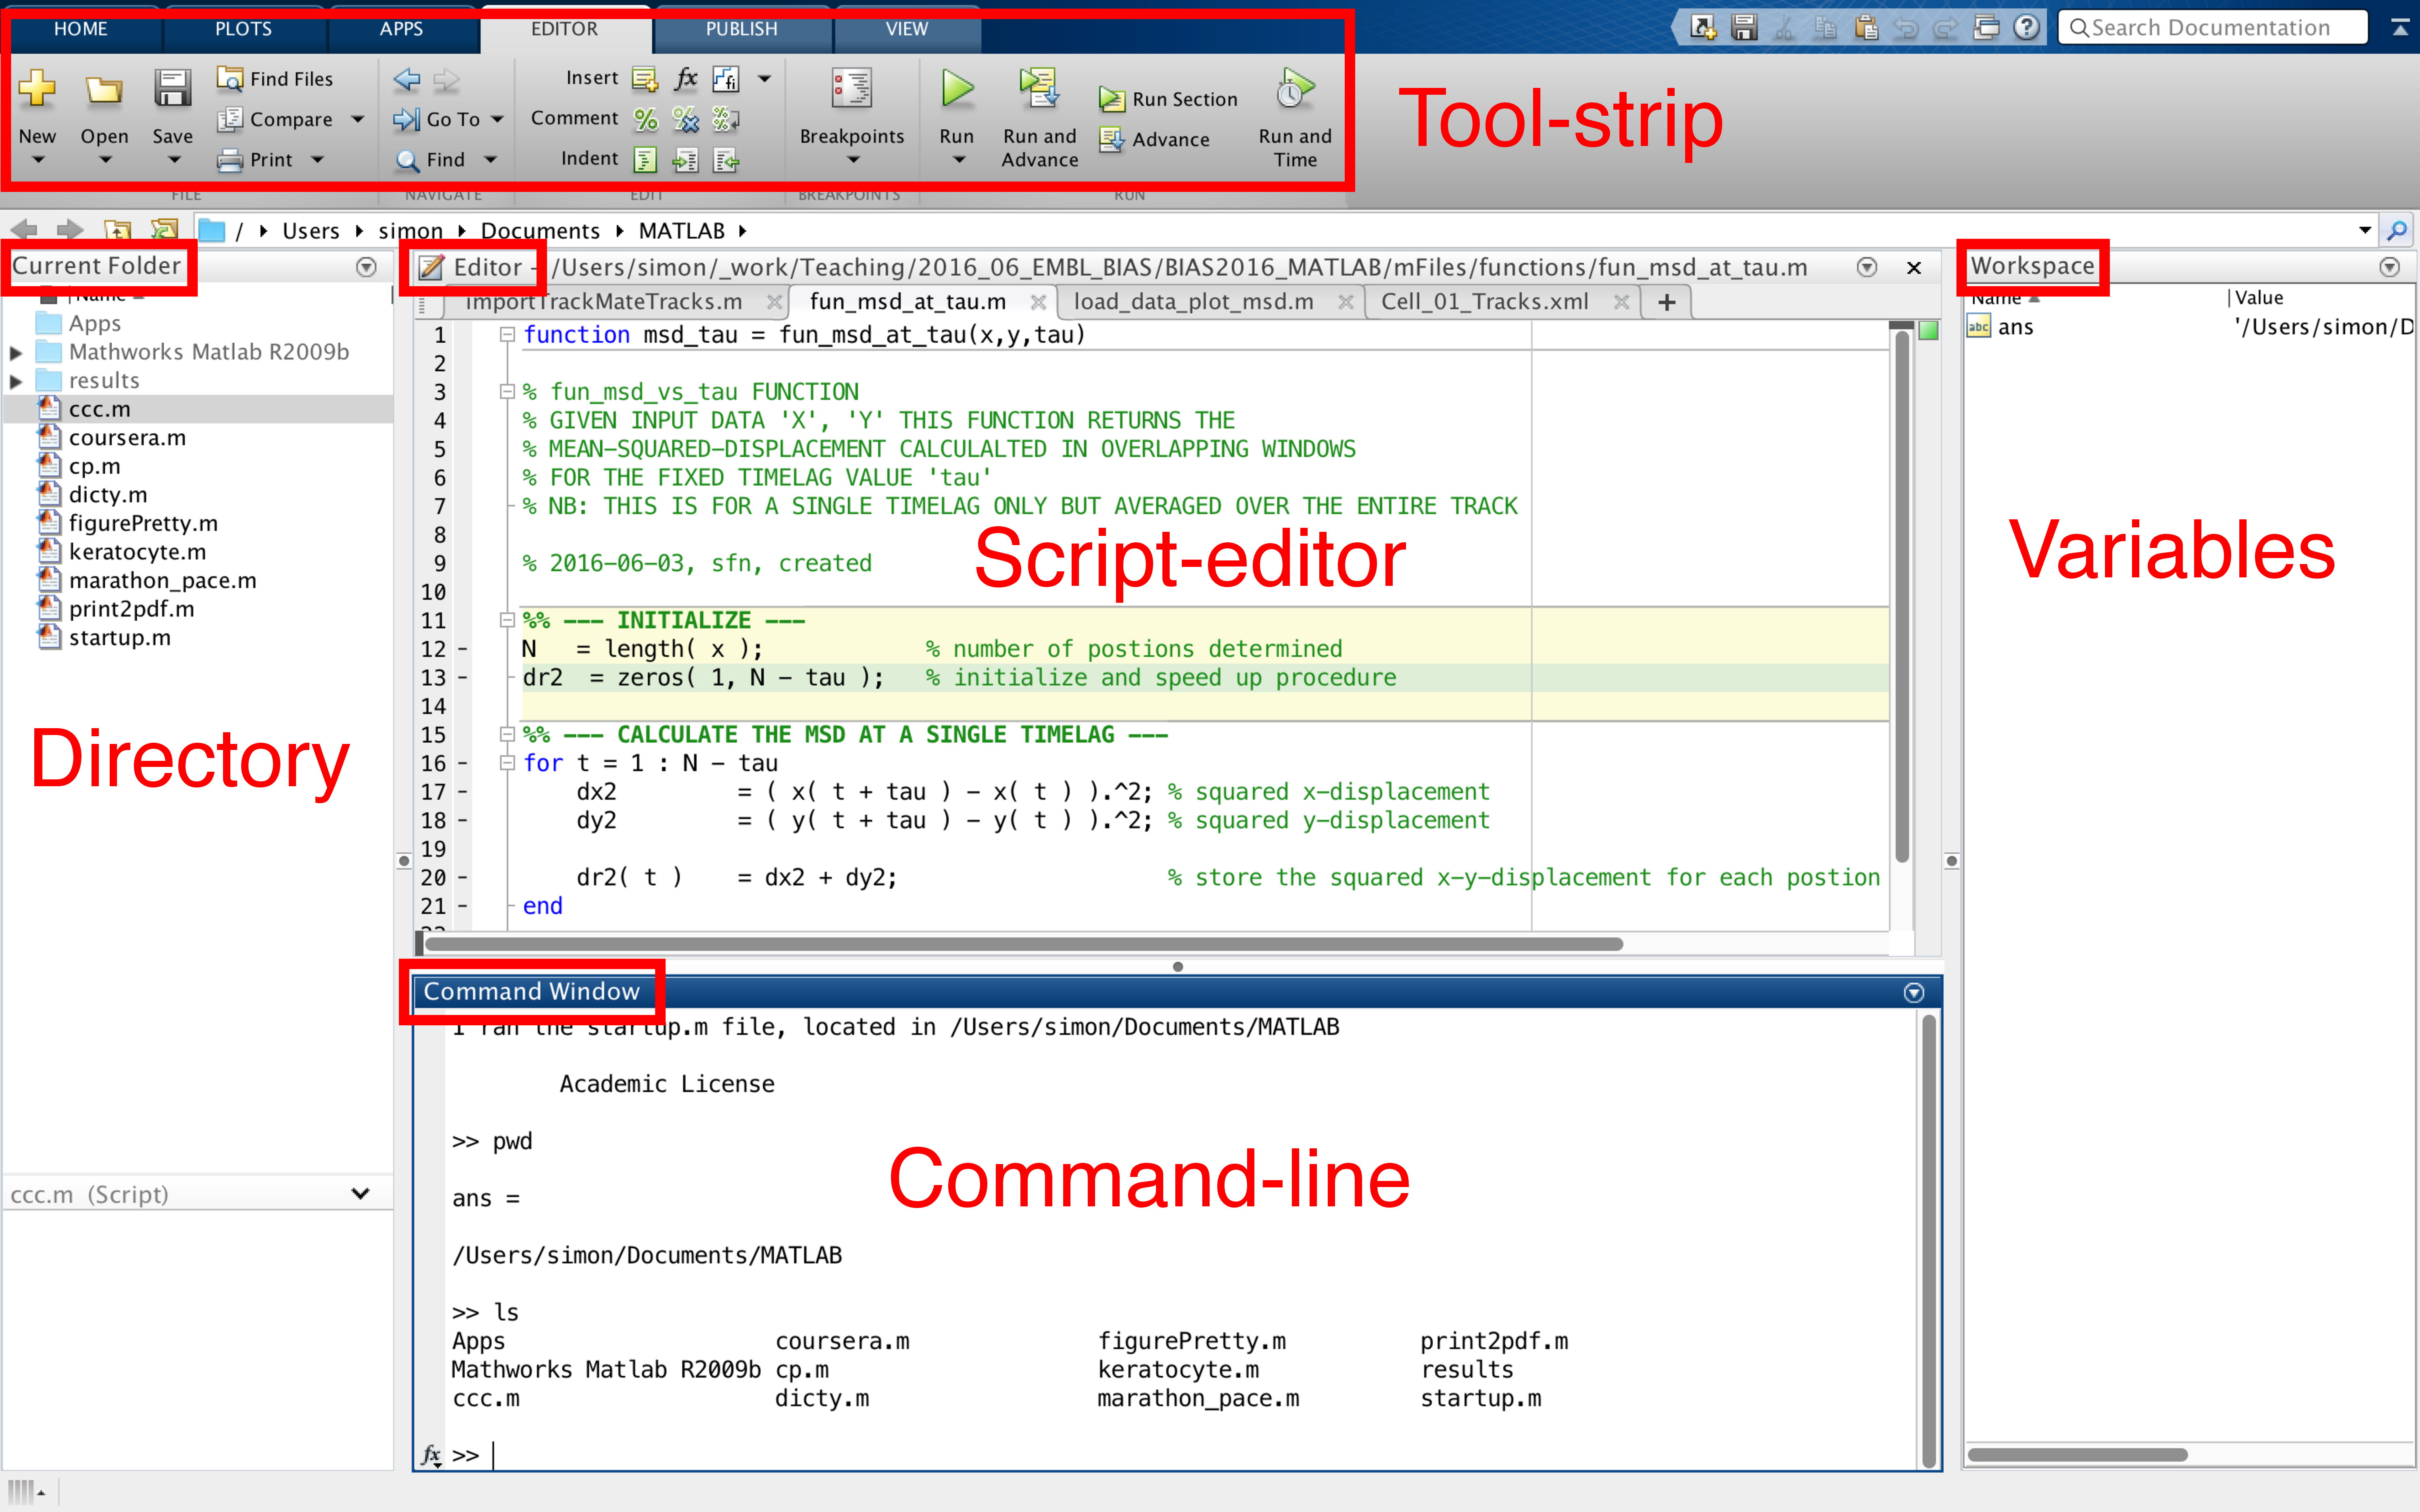 HOME PLOTS APPS EDITOR PUBLISH VIEW
Search Documentation
New Open Save
Find Files
Compare
Print
Go To
Find
Insert
Comment
Indent
Breakpoints
Run
Run and Advance
Run Section
Advance
Run and Time
Tool-strip
FILE NAVIGATE EDIT BREAKPOINTS RUN
/ Users simon Documents MATLAB
Current Folder
Name
Apps
Mathworks Matlab R2009b
results
ccc.m
coursera.m
cp.m
dicty.m
figurePretty.m
keratocyte.m
marathon_pace.m
print2pdf.m
startup.m
Directory
ccc.m (Script)
Editor - /Users/simon/_work/Teaching/2016_06_EMBL_BIAS/BIAS2016_MATLAB/mFiles/functions/fun_msd_at_tau.m
importTrackMateTracks.m fun_msd_at_tau.m load_data_plot_msd.m Cell_01_Tracks.xml +
1 function msd_tau = fun_msd_at_tau(x,y,tau)
2
3 % fun_msd_vs_tau FUNCTION
4 % GIVEN INPUT DATA 'X', 'Y' THIS FUNCTION RETURNS THE
5 % MEAN-SQUARED-DISPLACEMENT CALCULALTED IN OVERLAPPING WINDOWS
6 % FOR THE FIXED TIMELAG VALUE 'tau'
7 % NB: THIS IS FOR A SINGLE TIMELAG ONLY BUT AVERAGED OVER THE ENTIRE TRACK
8
9 % 2016-06-03, sfn, created
10
11 %% --- INITIALIZE ---
12 - N = length( x ); % number of postions determined
13 - dr2 = zeros( 1, N - tau ); % initialize and speed up procedure
14
15 %% --- CALCULATE THE MSD AT A SINGLE TIMELAG ---
16 - for t = 1 : N - tau
17 - dx2 = ( x( t + tau ) - x( t ) ).^2; % squared x-displacement
18 - dy2 = ( y( t + tau ) - y( t ) ).^2; % squared y-displacement
19
20 - dr2( t ) = dx2 + dy2; % store the squared x-y-displacement for each postion
21 - end
Script-editor
Command Window
I ran the startup.m file, located in /Users/simon/Documents/MATLAB
Academic License
>> pwd
ans =
/Users/simon/Documents/MATLAB
>> ls
Apps coursera.m figurePretty.m print2pdf.m
Mathworks Matlab R2009b cp.m keratocyte.m results
ccc.m dicty.m marathon_pace.m startup.m
fx >>
Command-line
Workspace
Name Value
abc ans '/Users/simon/D
Variables